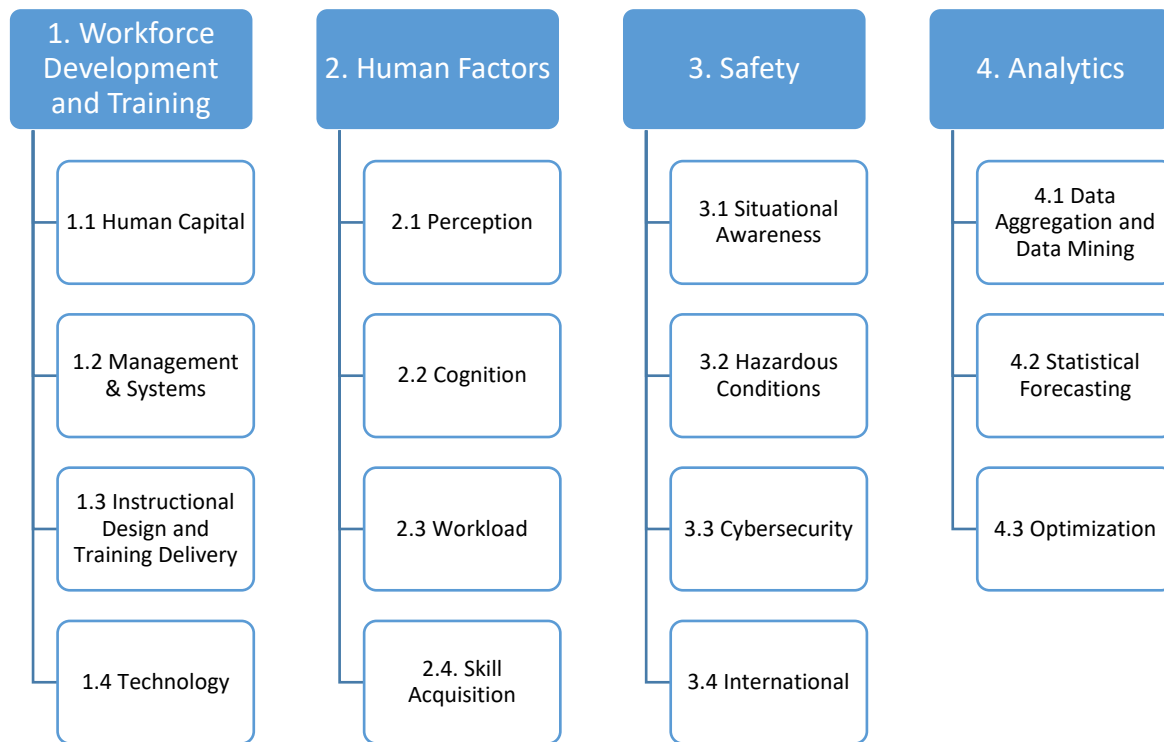 1. Workforce
Development
and Training
1.1 Human Capital
1.2 Management
& Systems
1.3 Instructional
Design and
Training Delivery
1.4 Technology
2. Human Factors
2.1 Perception
2.2 Cognition
2.3 Workload
2.4. Skill
Acquisition
3. Safety
3.1 Situational
Awareness
3.2 Hazardous
Conditions
3.3 Cybersecurity
3.4 International
4. Analytics
4.1 Data
Aggregation and
Data Mining
4.2 Statistical
Forecasting
4.3 Optimization